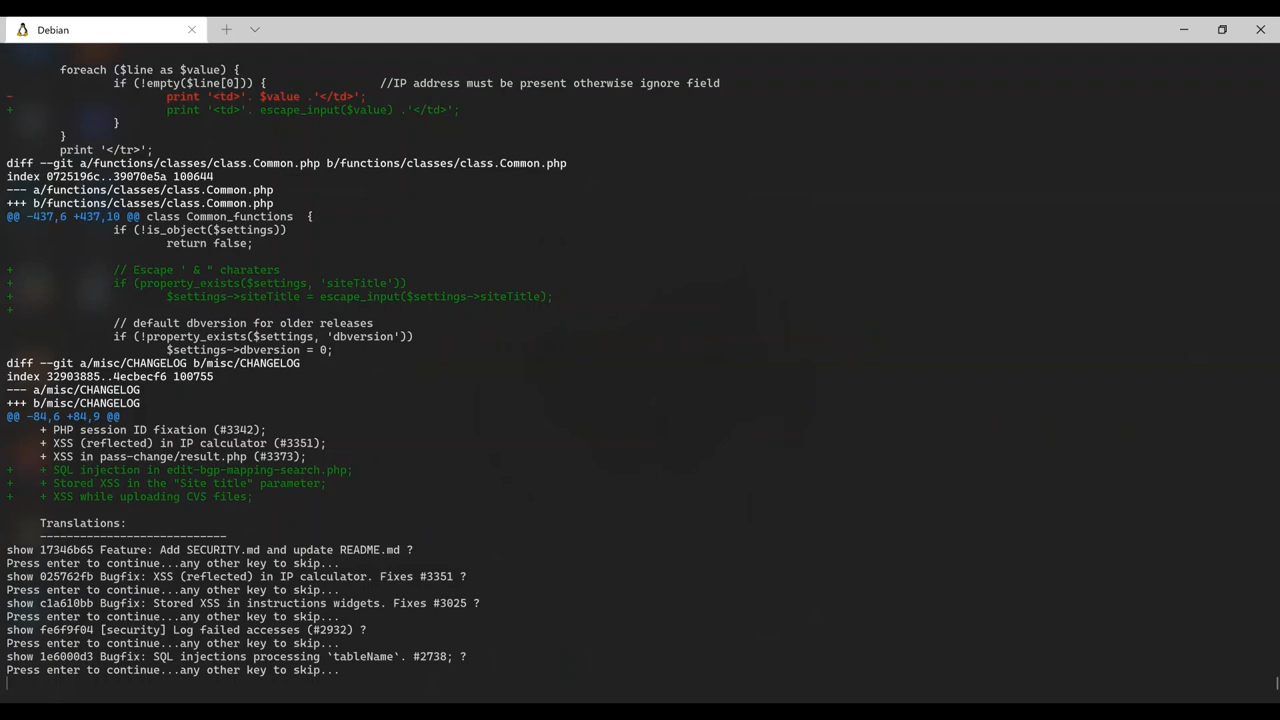 Debian
foreach ($line as $value) {
if (!empty($line[0])) { //IP address must be present otherwise ignore field
- print '<td>'. $value .'</td>';
+ print '<td>'. escape_input($value) .'</td>';
}
}
print '</tr>';
diff --git a/functions/classes/class.Common.php b/functions/classes/class.Common.php
index 0725196c..39070e5a 100644
--- a/functions/classes/class.Common.php
+++ b/functions/classes/class.Common.php
@@ -437,6 +437,10 @@ class Common_functions {
if (!is_object($settings))
return false;
+ // Escape ' & " charaters
+ if (property_exists($settings, 'siteTitle'))
+ $settings->siteTitle = escape_input($settings->siteTitle);
+
// default dbversion for older releases
if (!property_exists($settings, 'dbversion'))
$settings->dbversion = 0;
diff --git a/misc/CHANGELOG b/misc/CHANGELOG
index 32903885..4ecbecf6 100755
--- a/misc/CHANGELOG
+++ b/misc/CHANGELOG
@@ -84,6 +84,9 @@
+ PHP session ID fixation (#3342);
+ XSS (reflected) in IP calculator (#3351);
+ XSS in pass-change/result.php (#3373);
+ + SQL injection in edit-bgp-mapping-search.php;
+ + Stored XSS in the "Site title" parameter;
+ + XSS while uploading CVS files;
Translations:
----------------------------
show 17346b65 Feature: Add SECURITY.md and update README.md ?
Press enter to continue...any other key to skip...
show 025762fb Bugfix: XSS (reflected) in IP calculator. Fixes #3351 ?
Press enter to continue...any other key to skip...
show c1a610bb Bugfix: Stored XSS in instructions widgets. Fixes #3025 ?
Press enter to continue...any other key to skip...
show fe6f9f04 [security] Log failed accesses (#2932) ?
Press enter to continue...any other key to skip...
show 1e6000d3 Bugfix: SQL injections processing `tableName`. #2738; ?
Press enter to continue...any other key to skip...